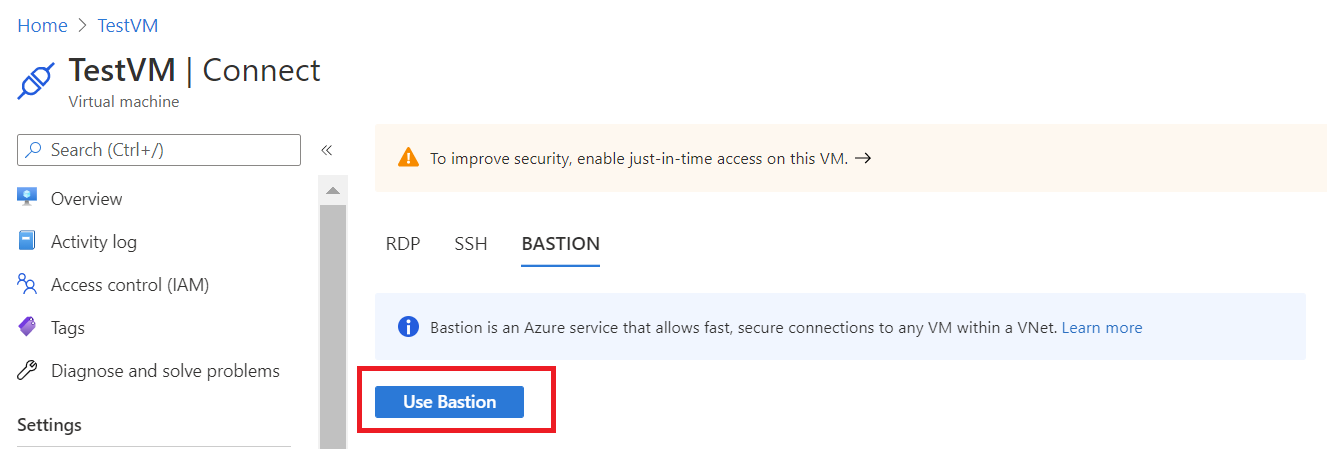 Home > TestVM
TestVM | Connect
Virtual machine
Search (Ctrl+/)
«
Overview
Activity log
Access control (IAM)
Tags
Diagnose and solve problems
Settings
To improve security, enable just-in-time access on this VM. →
RDP SSH BASTION
Bastion is an Azure service that allows fast, secure connections to any VM within a VNet. Learn more
Use Bastion